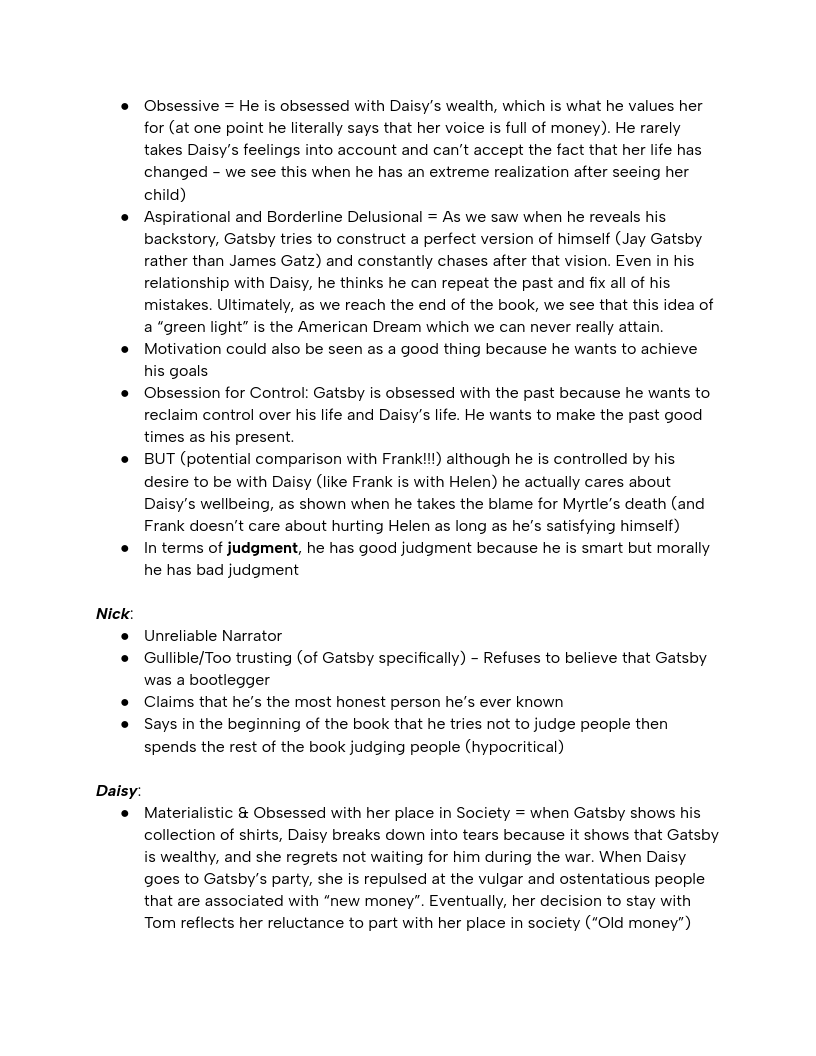 ● Obsessive = He is obsessed with Daisy’s wealth, which is what he values her
for (at one point he literally says that her voice is full of money). He rarely
takes Daisy’s feelings into account and can’t accept the fact that her life has
changed – we see this when he has an extreme realization after seeing her
child)
● Aspirational and Borderline Delusional = As we saw when he reveals his
backstory, Gatsby tries to construct a perfect version of himself (Jay Gatsby
rather than James Gatz) and constantly chases after that vision. Even in his
relationship with Daisy, he thinks he can repeat the past and fix all of his
mistakes. Ultimately, as we reach the end of the book, we see that this idea of
a “green light” is the American Dream which we can never really attain.
● Motivation could also be seen as a good thing because he wants to achieve
his goals
● Obsession for Control: Gatsby is obsessed with the past because he wants to
reclaim control over his life and Daisy’s life. He wants to make the past good
times as his present.
● BUT (potential comparison with Frank!!!) although he is controlled by his
desire to be with Daisy (like Frank is with Helen) he actually cares about
Daisy’s wellbeing, as shown when he takes the blame for Myrtle’s death (and
Frank doesn’t care about hurting Helen as long as he’s satisfying himself)
● In terms of judgment, he has good judgment because he is smart but morally
he has bad judgment
Nick:
● Unreliable Narrator
● Gullible/Too trusting (of Gatsby specifically) – Refuses to believe that Gatsby
was a bootlegger
● Claims that he’s the most honest person he’s ever known
● Says in the beginning of the book that he tries not to judge people then
spends the rest of the book judging people (hypocritical)
Daisy:
● Materialistic & Obsessed with her place in Society = when Gatsby shows his
collection of shirts, Daisy breaks down into tears because it shows that Gatsby
is wealthy, and she regrets not waiting for him during the war. When Daisy
goes to Gatsby’s party, she is repulsed at the vulgar and ostentatious people
that are associated with “new money”. Eventually, her decision to stay with
Tom reflects her reluctance to part with her place in society (“Old money”)